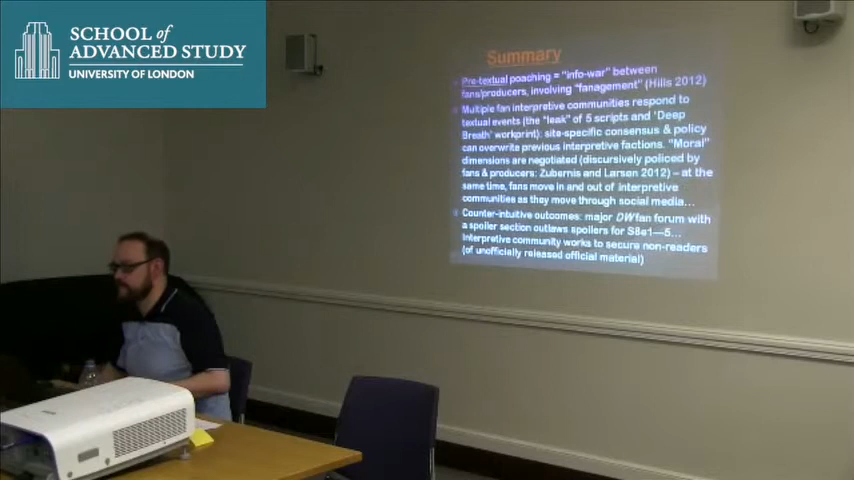 SCHOOL of
ADVANCED STUDY
UNIVERSITY OF LONDON
Summary
Pre-textual poaching = "info-war" between
fans/producers, involving "fanagement" (Hills 2012)
Multiple fan interpretive communities respond to
textual events (the "leak" of 5 scripts and 'Deep
Breath' workprint): site-specific consensus & policy
can overwrite previous interpretive factions. "Moral"
dimensions are negotiated (discursively policed by
fans & producers: Zubernis and Larsen 2012) – at the
same time, fans move in and out of interpretive
communities as they move through social media…
Counter-intuitive outcomes: major DW fan forum with
a spoiler section outlaws spoilers for S8e1—5…
Interpretive community works to secure non-readers
(of unofficially released official material)